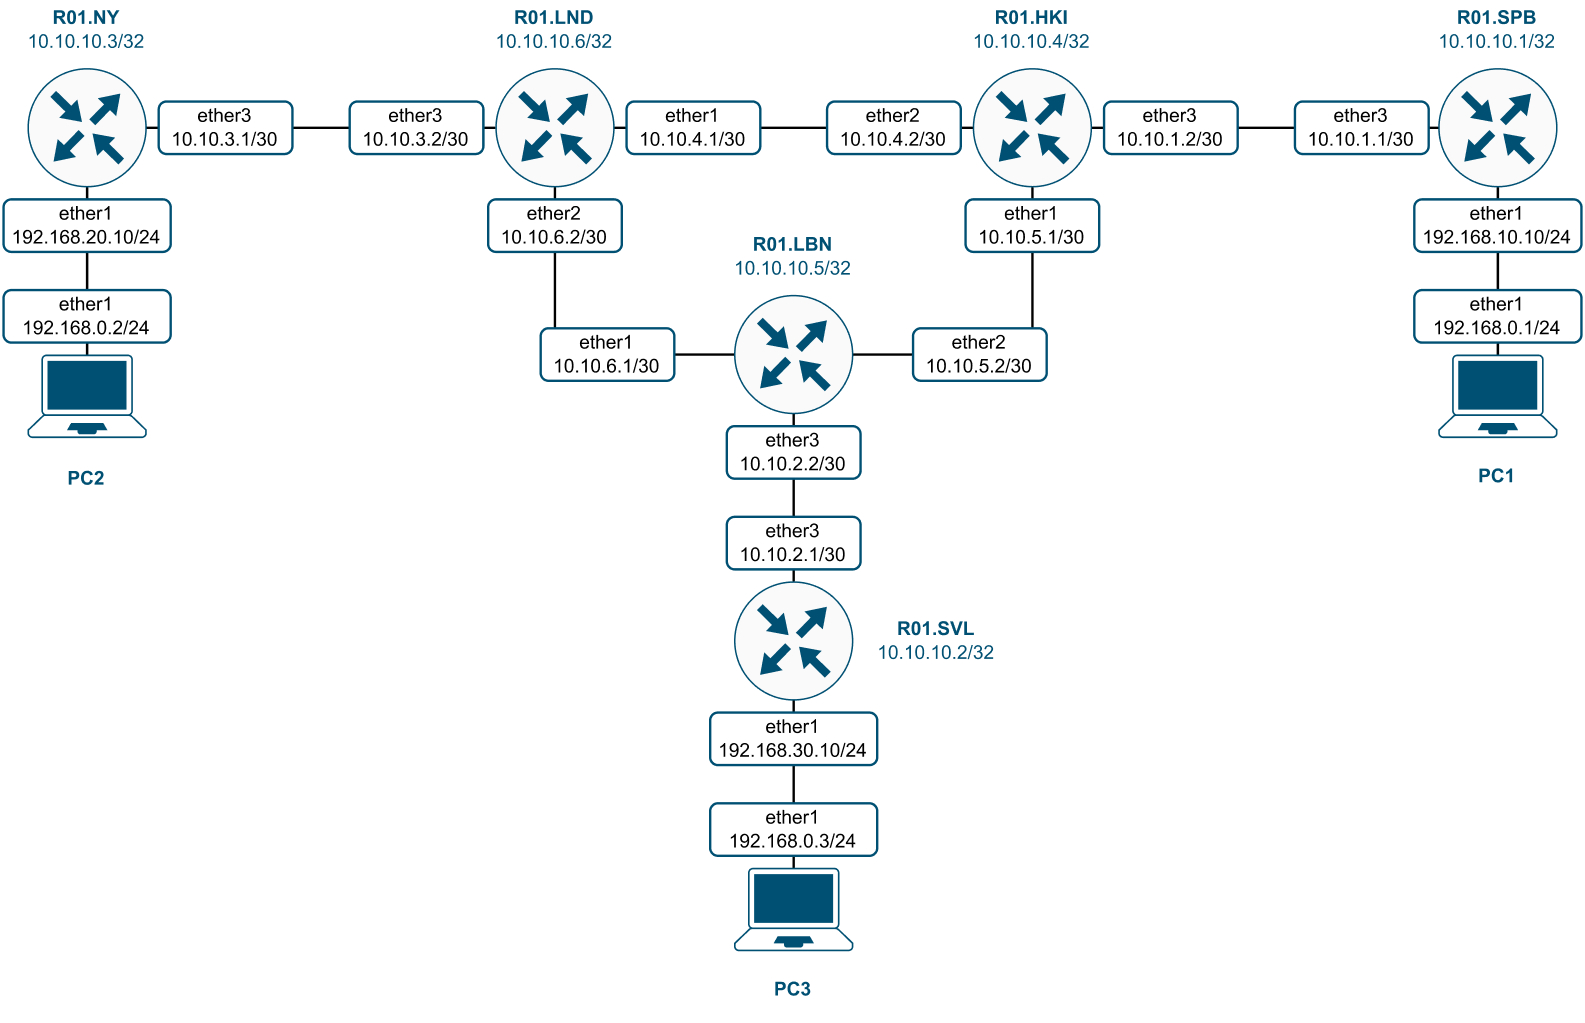 R01.NY
10.10.10.3/32
R01.LND
10.10.10.6/32
R01.HKI
10.10.10.4/32
R01.SPB
10.10.10.1/32
ether3
10.10.3.1/30
ether3
10.10.3.2/30
ether1
10.10.4.1/30
ether2
10.10.4.2/30
ether3
10.10.1.2/30
ether3
10.10.1.1/30
ether1
192.168.20.10/24
ether2
10.10.6.2/30
ether1
10.10.5.1/30
ether1
192.168.10.10/24
R01.LBN
10.10.10.5/32
ether1
192.168.0.2/24
ether1
192.168.0.1/24
ether1
10.10.6.1/30
ether2
10.10.5.2/30
PC2
PC1
ether3
10.10.2.2/30
ether3
10.10.2.1/30
R01.SVL
10.10.10.2/32
ether1
192.168.30.10/24
ether1
192.168.0.3/24
PC3